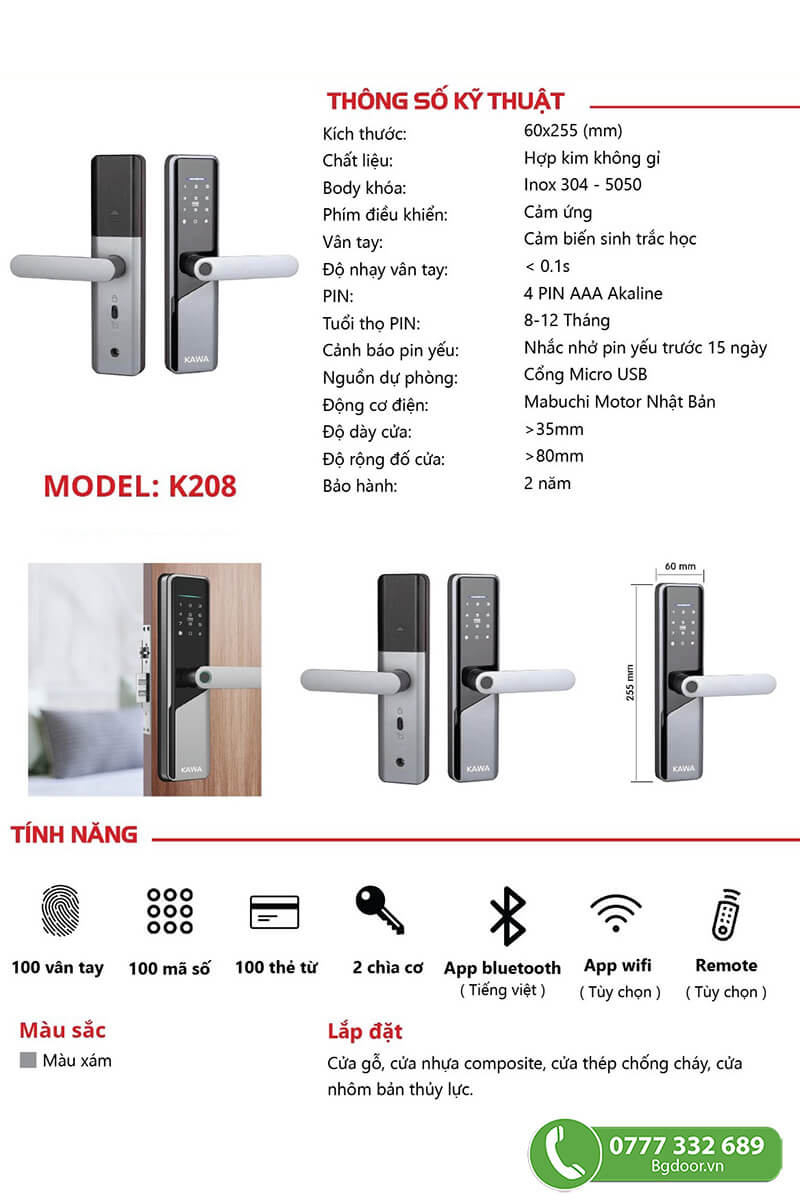 THÔNG SỐ KỸ THUẬT
Kích thước: 60x255 (mm)
Chất liệu: Hợp kim không gỉ
Body khóa: Inox 304 - 5050
Phím điều khiển: Cảm ứng
Vân tay: Cảm biến sinh trắc học
Độ nhạy vân tay: < 0.1s
PIN: 4 PIN AAA Akaline
Tuổi thọ PIN: 8-12 Tháng
Cảnh báo pin yếu: Nhắc nhở pin yếu trước 15 ngày
Nguồn dự phòng: Cổng Micro USB
Động cơ điện: Mabuchi Motor Nhật Bản
Độ dày cửa: >35mm
Độ rộng đố cửa: >80mm
Bảo hành: 2 năm
KAWA
MODEL: K208
60 mm
255 mm
KAWA
KAWA
KAWA
TÍNH NĂNG
100 vân tay
100 mã số
100 thẻ từ
2 chìa cơ
App bluetooth
( Tiếng việt )
App wifi
( Tùy chọn )
Remote
( Tùy chọn )
Màu sắc
Màu xám
Lắp đặt
Cửa gỗ, cửa nhựa composite, cửa thép chống cháy, cửa
nhôm bản thủy lực.
0777 332 689
Bgdoor.vn